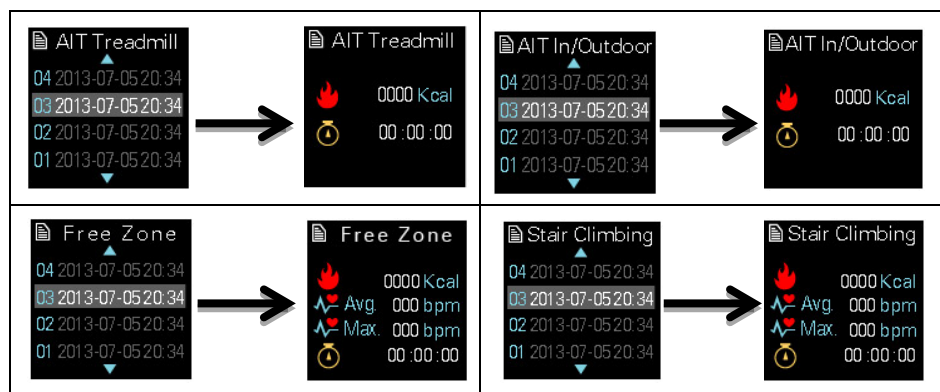 AIT Treadmill
04 2013-07-05 20:34
03 2013-07-05 20:34
02 2013-07-05 20:34
01 2013-07-05 20:34
AIT Treadmill
0000 Kcal
00 :00 :00
AIT In/Outdoor
04 2013-07-05 20:34
03 2013-07-05 20:34
02 2013-07-05 20:34
01 2013-07-05 20:34
AIT In/Outdoor
0000 Kcal
00 :00 :00
Free Zone
04 2013-07-05 20:34
03 2013-07-05 20:34
02 2013-07-05 20:34
01 2013-07-05 20:34
Free Zone
0000 Kcal
Avg. 000 bpm
Max. 000 bpm
00 :00 :00
Stair Climbing
04 2013-07-05 20:34
03 2013-07-05 20:34
02 2013-07-05 20:34
01 2013-07-05 20:34
Stair Climbing
0000 Kcal
Avg. 000 bpm
Max. 000 bpm
00 :00 :00